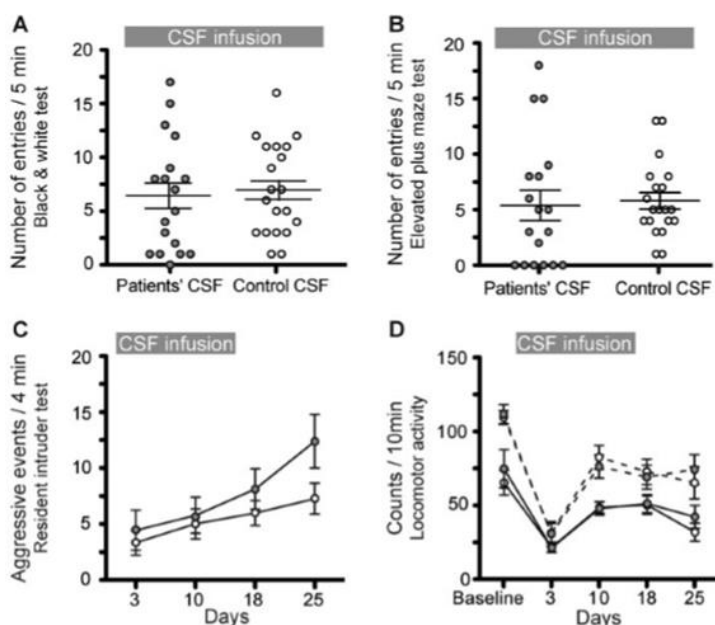 A
CSF infusion
Number of entries / 5 min
Black & white test
20
15
10
5
0
Patients' CSF Control CSF
B
CSF infusion
Number of entries / 5 min
Elevated plus maze test
20
15
10
5
0
Patients' CSF Control CSF
C
CSF infusion
Aggressive events / 4 min
Resident intruder test
20
15
10
5
0
3 10 18 25
Days
D
CSF infusion
Counts / 10min
Locomotor activity
150
100
75
50
0
Baseline 3 10 18 25
Days